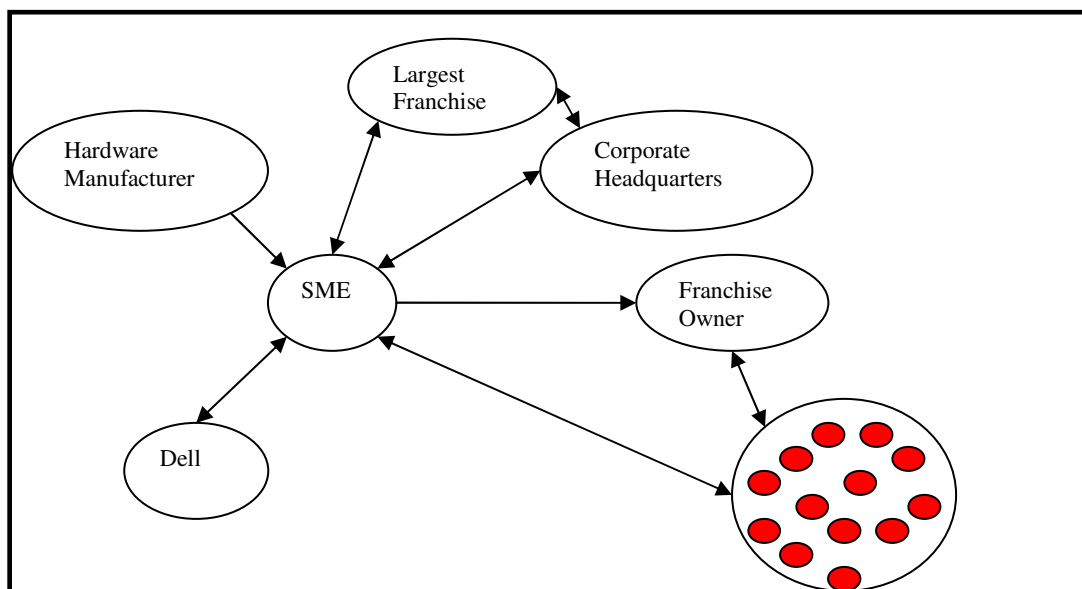 Largest
Franchise
Hardware
Manufacturer
Corporate
Headquarters
SME
Franchise
Owner
Dell